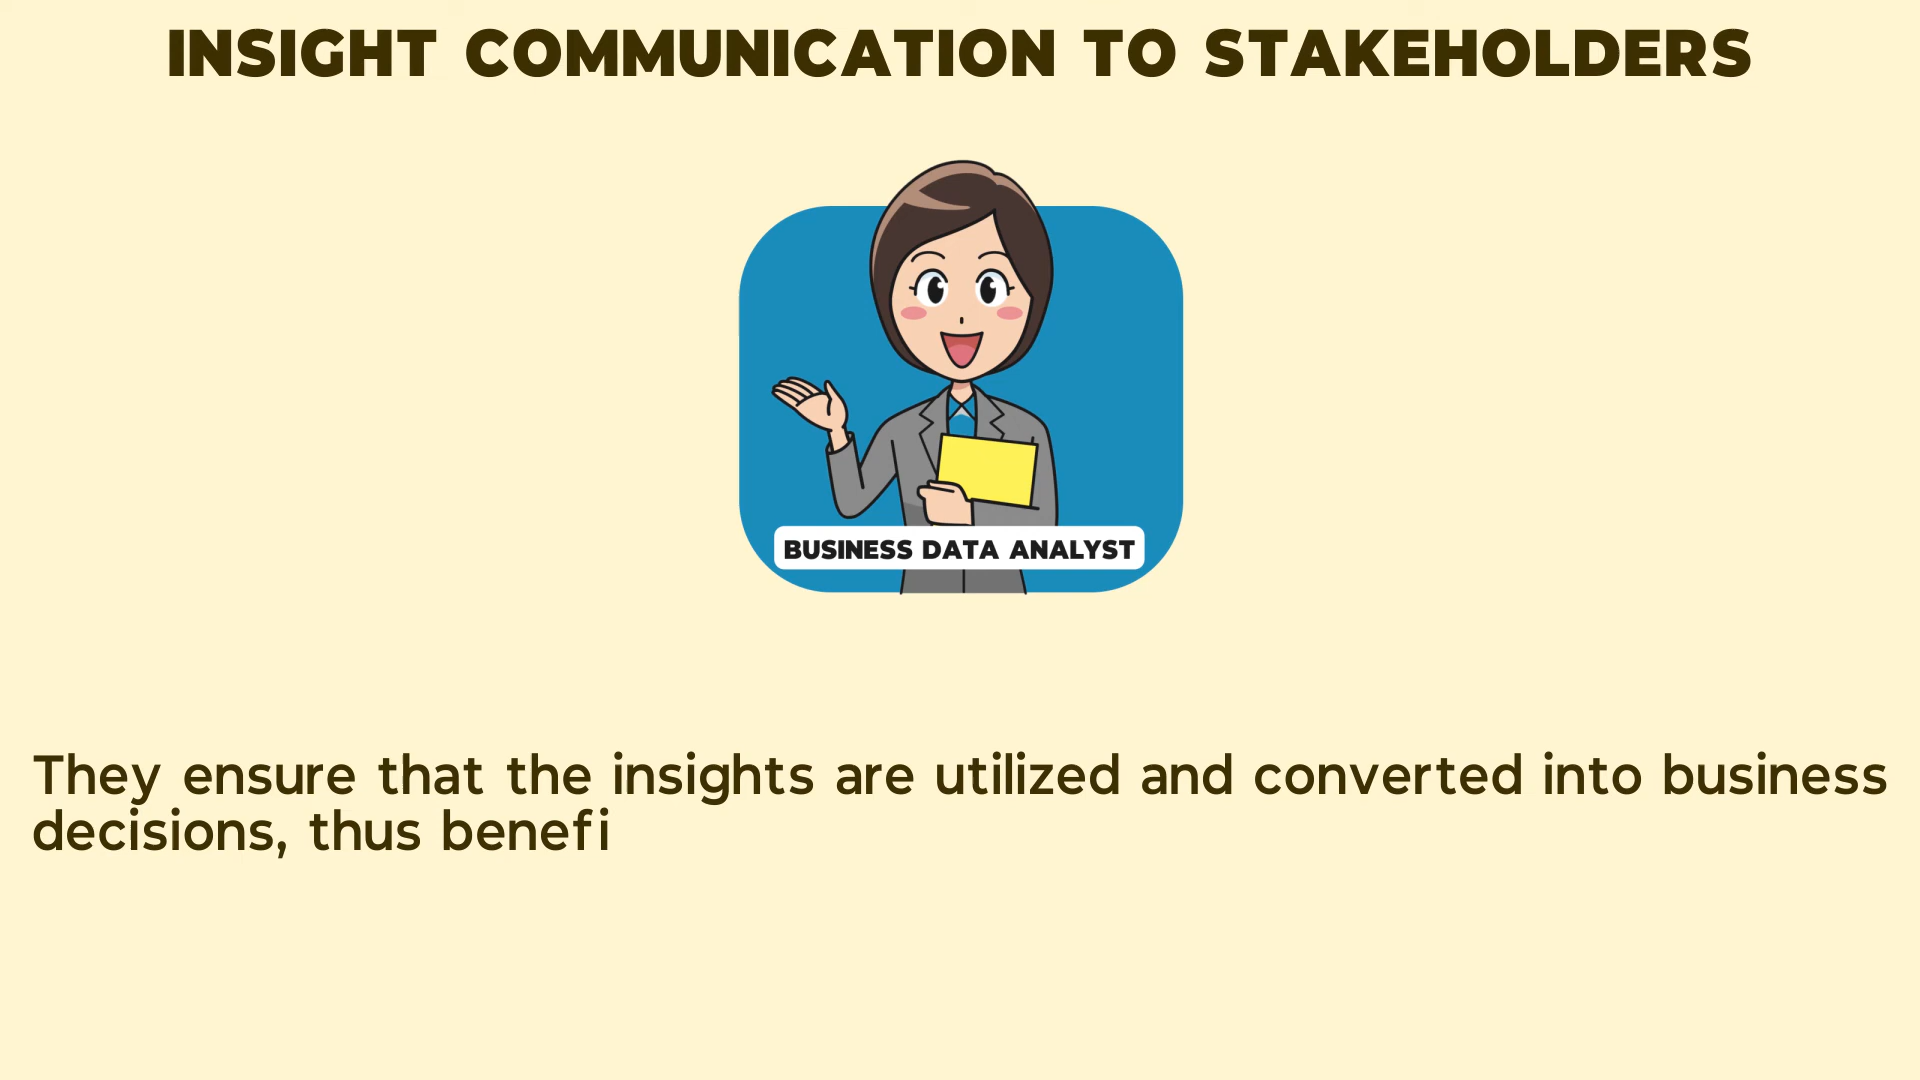 INSIGHT COMMUNICATION TO STAKEHOLDERS
BUSINESS DATA ANALYST
They ensure that the insights are utilized and converted into business
decisions, thus benefi